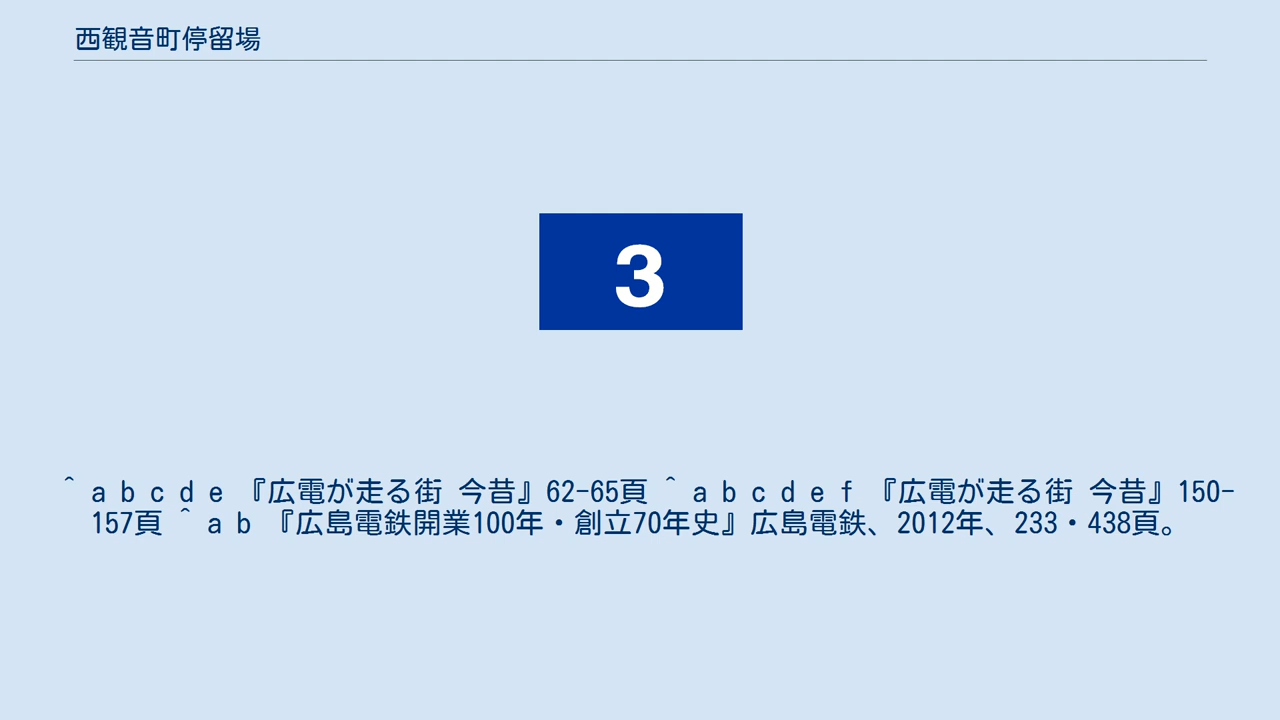 西観音町停留場
3
^ a b c d e 『広電が走る街 今昔』62-65頁 ^ a b c d e f 『広電が走る街 今昔』150-
157頁 ^ a b 『広島電鉄開業100年・創立70年史』広島電鉄、2012年、233・438頁。